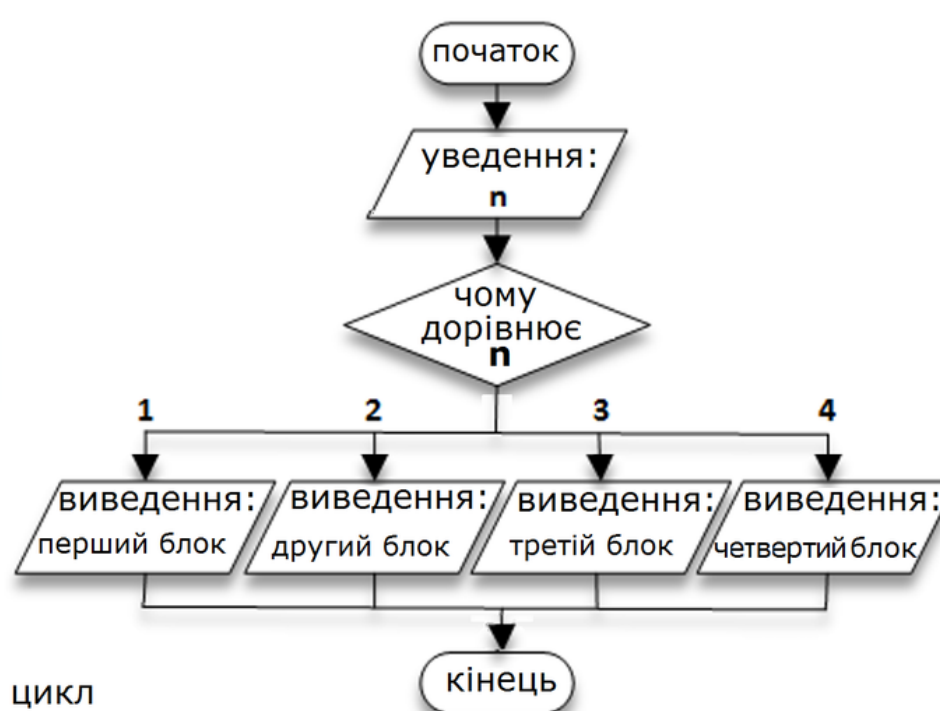 початок
уведення:
n
чому
дорівнює
n
1 2 3 4
виведення: виведення: виведення: виведення:
перший блок другий блок третій блок четвертий блок
кінець
цикл